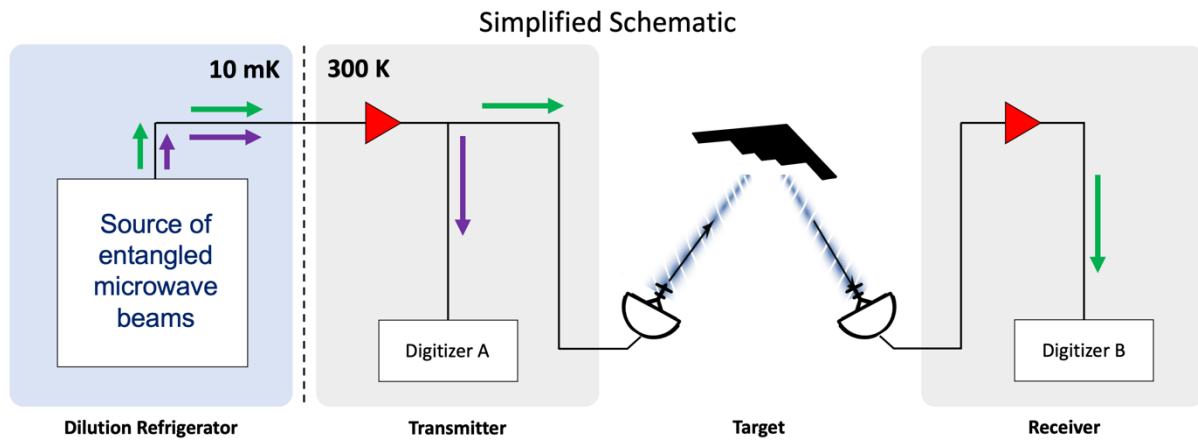 Simplified Schematic
10 mK
300 K
Source of
entangled
microwave
beams
Digitizer A
Digitizer B
Dilution Refrigerator
Transmitter
Target
Receiver